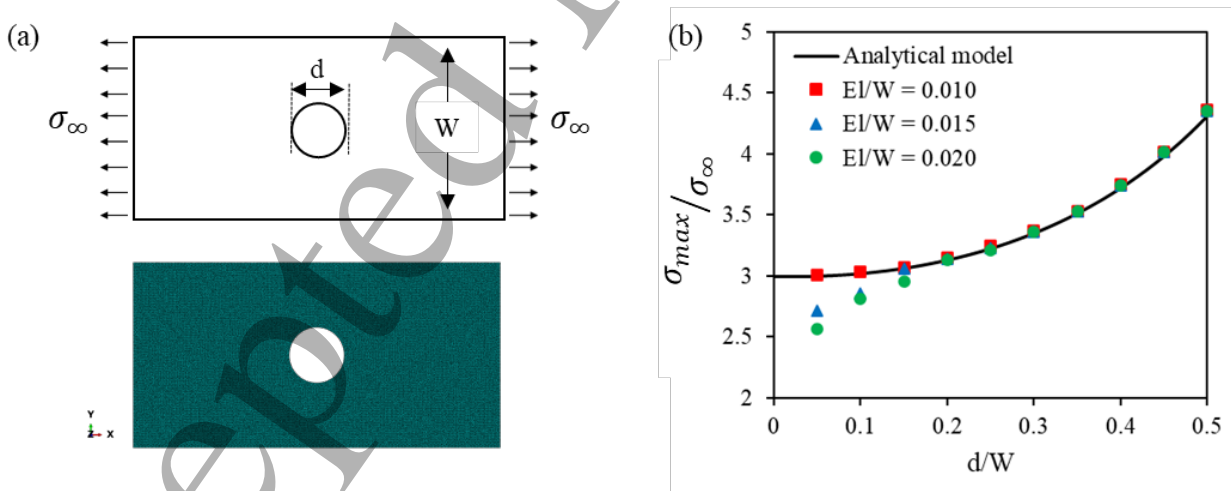 (a)
d
σ∞
W
σ∞
Y
Z X
(b)
5
4.5
4
3.5
3
2.5
2
σmax/σ∞
Analytical model
El/W = 0.010
El/W = 0.015
El/W = 0.020
0 0.1 0.2 0.3 0.4 0.5
d/W